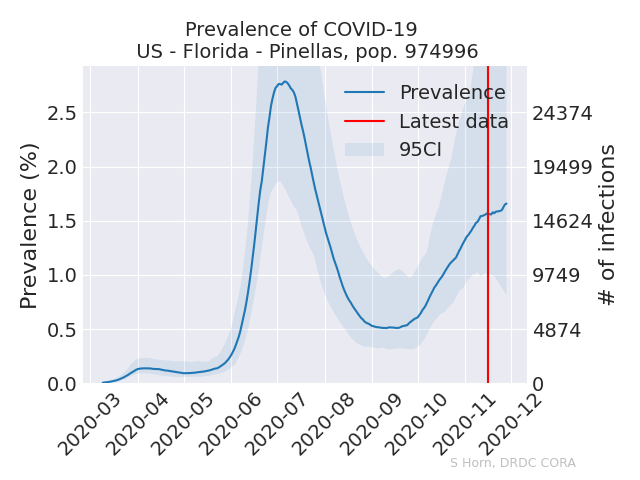 Prevalence of COVID-19
US - Florida - Pinellas, pop. 974996
Prevalence (%)
2.5
2.0
1.5
1.0
0.5
0.0
Prevalence
Latest data
95CI
24374
19499
14624
9749
4874
0
# of infections
2020-03
2020-04
2020-05
2020-06
2020-07
2020-08
2020-09
2020-10
2020-11
2020-12
S Horn, DRDC CORA